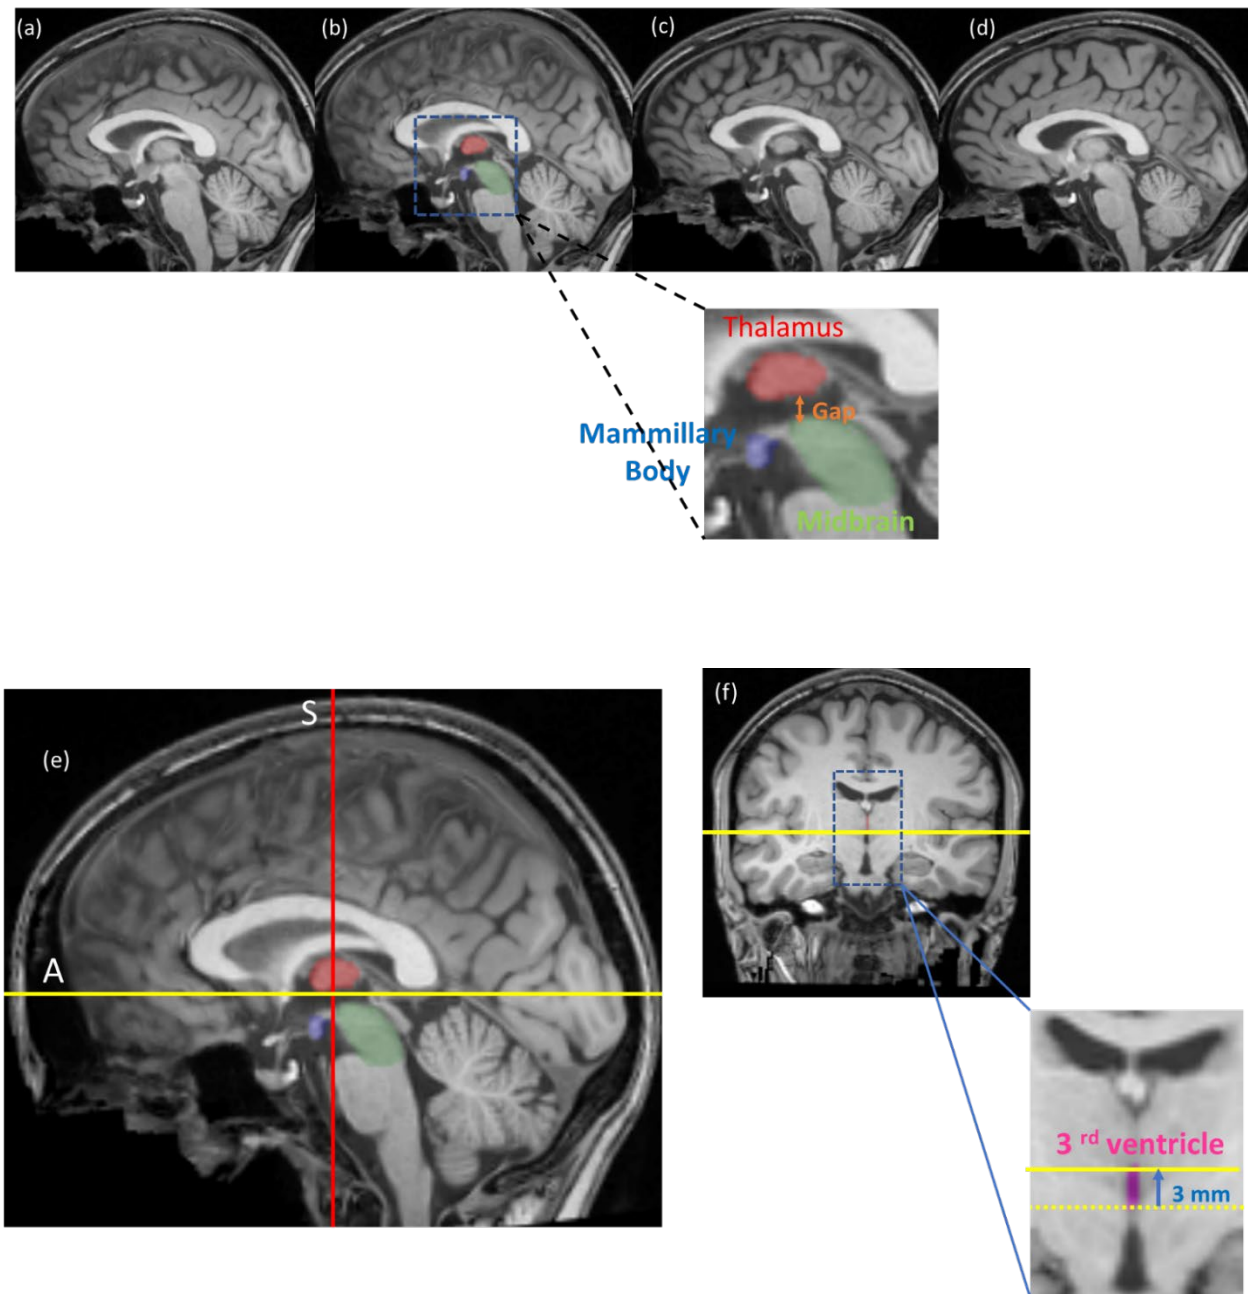 (a)
(b)
(c)
(d)
Thalamus
Gap
Mammillary
Body
Midbrain
(e)
S
A
(f)
3 rd ventricle
3 mm